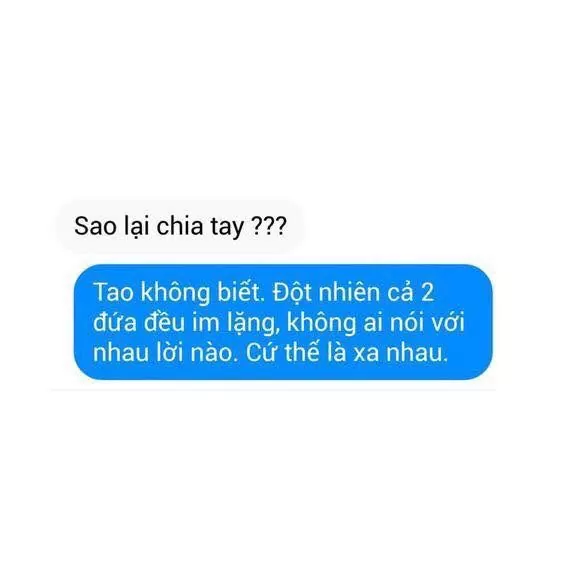 Sao lại chia tay ???
Tao không biết. Đột nhiên cả 2
đứa đều im lặng, không ai nói với
nhau lời nào. Cứ thế là xa nhau.